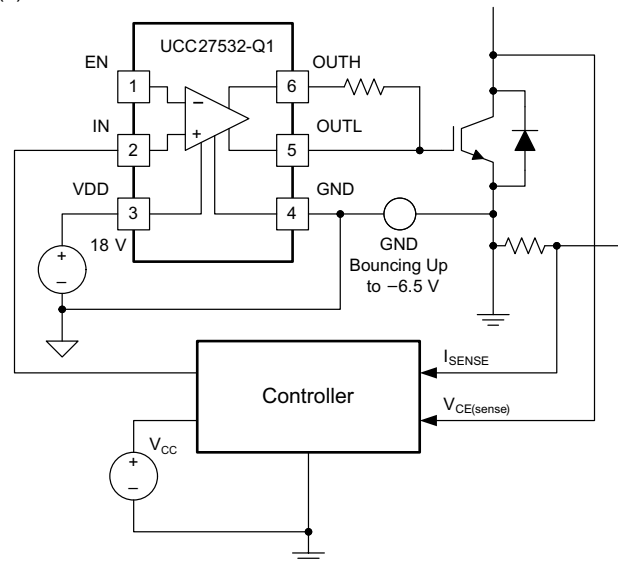 UCC27532-Q1
EN
OUTH
1
6
−
+
IN
OUTL
2
5
VDD
GND
3
4
18 V
+
−
GND
Bouncing Up
to −6.5 V
Controller
ISENSE
VCE(sense)
VCC
+
−